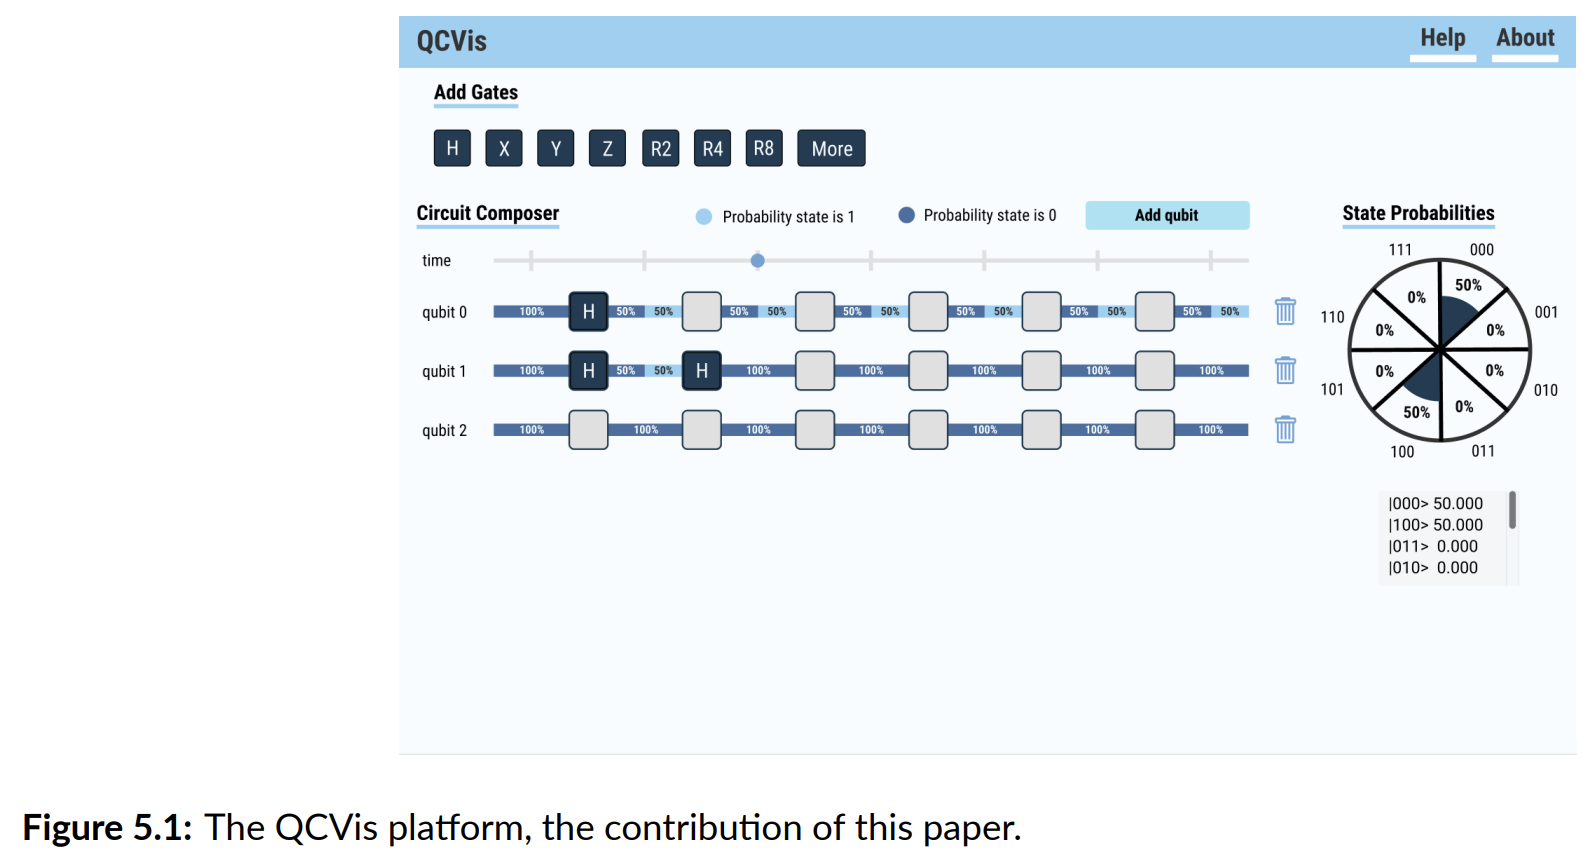 QCVis Help About
Add Gates
H X Y Z R2 R4 R8 More
Circuit Composer Probability state is 1 Probability state is 0 Add qubit State Probabilities
time
qubit 0 100% H 50% 50% 50% 50% 50% 50% 50% 50% 50% 50% 50% 50%
qubit 1 100% H 50% 50% H 100% 100% 100% 100% 100%
qubit 2 100% 100% 100% 100% 100% 100% 100%
111 000
0% 50%
110 001
0% 0%
0% 0%
101 010
50% 0%
100 011
|000> 50.000
|100> 50.000
|011> 0.000
|010> 0.000
Figure 5.1: The QCVis platform, the contribution of this paper.